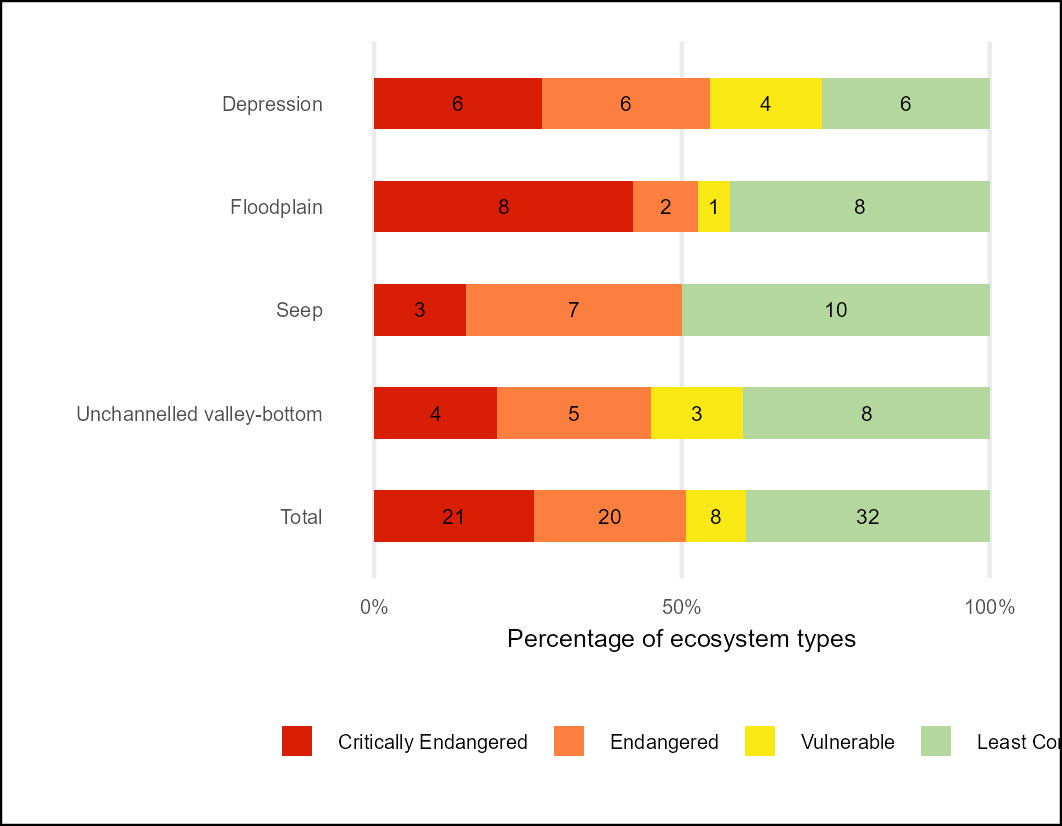 Depression 6 6 4 6
Floodplain 8 2 1 8
Seep 3 7 10
Unchannelled valley-bottom 4 5 3 8
Total 21 20 8 32
0% 50% 100%
Percentage of ecosystem types
Critically Endangered Endangered Vulnerable Least